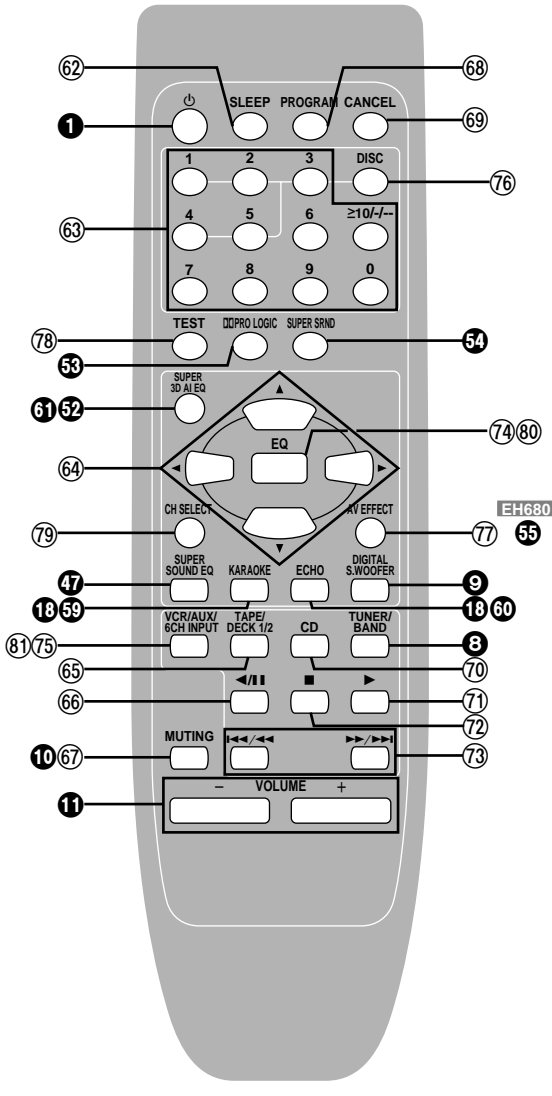 62 68
⏻ SLEEP PROGRAM CANCEL
1 69
1 2 3 DISC
76
4 5 6 ≥10/-/--
63
7 8 9 0
TEST PRO LOGIC SUPER SRND
78 53 54
SUPER
3D AI EQ
61 52
▲
EQ
74 80
64 ◄ ►
CH SELECT AV EFFECT
▼
79 77 EH680
55
SUPER
SOUND EQ KARAOKE ECHO DIGITAL
S.WOOFER
47 9
18 59 18 60
VCR/AUX/
6CH INPUT TAPE/
DECK 1/2 CD TUNER/
BAND
81 75 8
65 70
◄/❚❚ ■ ►
66 71
72
MUTING I◄◄/◄◄ ►►/►►I
10 67 73
− VOLUME +
11